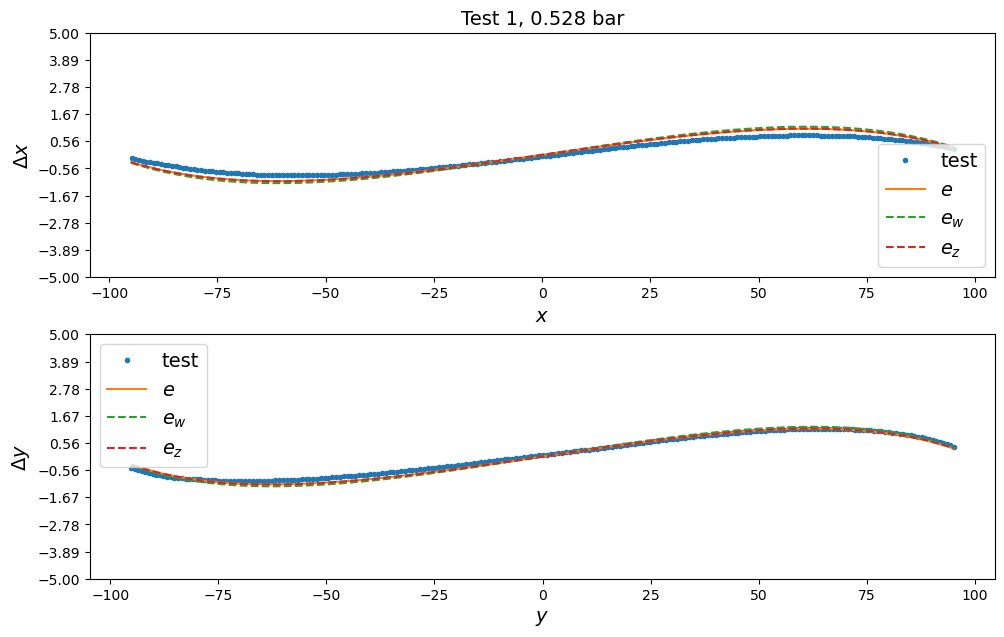 Test 1, 0.528 bar
5.00
3.89
2.78
1.67
0.56
−0.56
−1.67
−2.78
−3.89
−5.00
Δx
test
e
e_w
e_z
−100
−75
−50
−25
0
25
50
75
100
x
5.00
3.89
2.78
1.67
0.56
−0.56
−1.67
−2.78
−3.89
−5.00
Δy
test
e
e_w
e_z
−100
−75
−50
−25
0
25
50
75
100
y